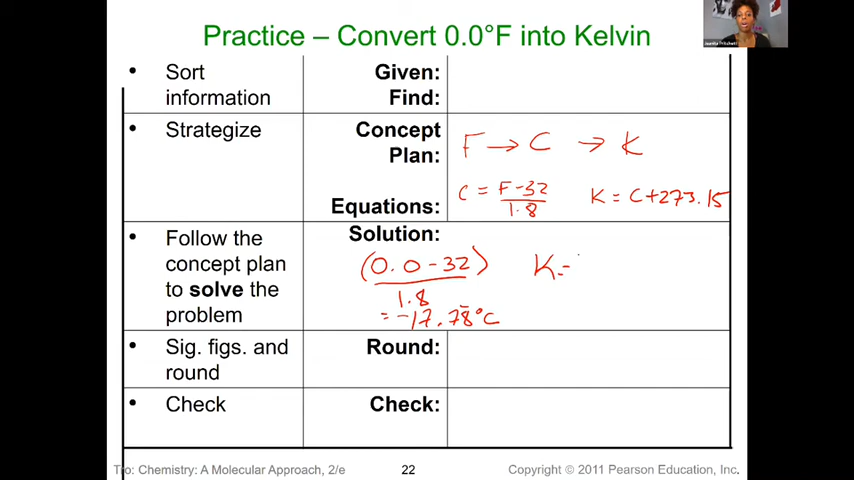 Practice – Convert 0.0°F into Kelvin
• Sort information
Given:
Find:
• Strategize
Concept Plan:
F → C → K
Equations:
C = F-32 / 1.8
K = C+273.15
• Follow the concept plan to solve the problem
Solution:
(0.0-32) / 1.8
= -17.78°C
K=
• Sig. figs. and round
Round:
• Check
Check:
Tro: Chemistry: A Molecular Approach, 2/e
22
Copyright © 2011 Pearson Education, Inc.